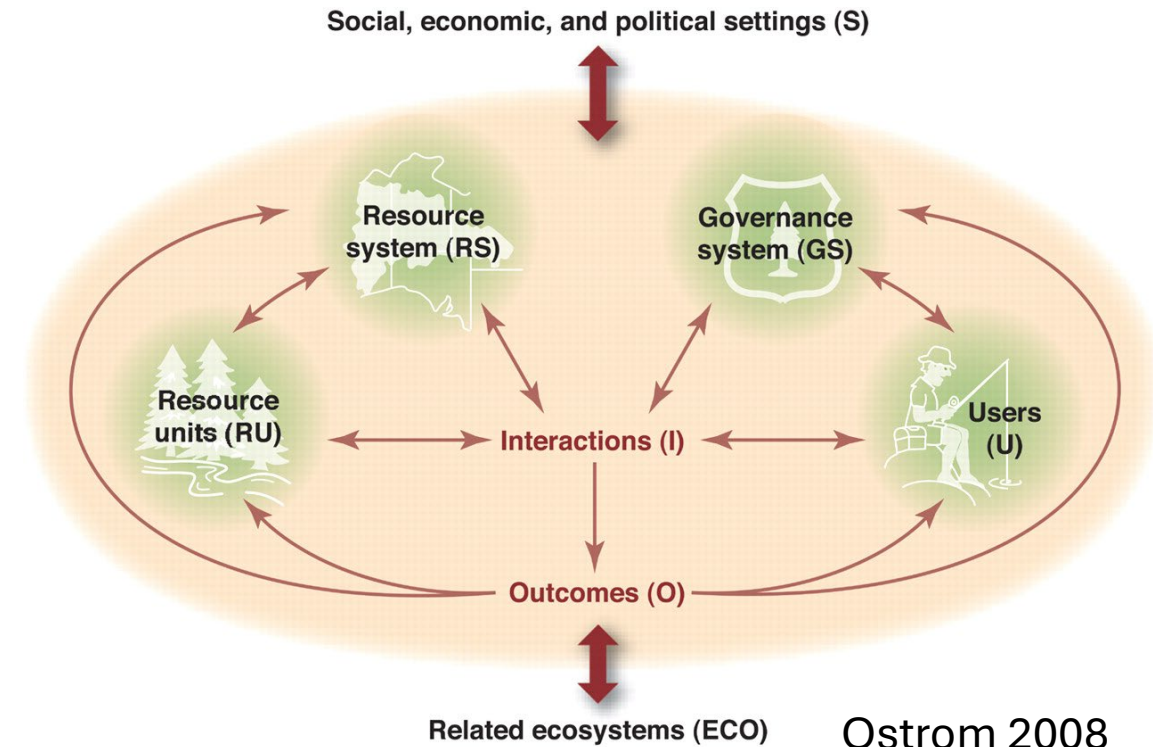 Social, economic, and political settings (S)
Resource
system (RS)
Governance
system (GS)
Resource
units (RU)
Interactions (I)
Users
(U)
Outcomes (O)
Related ecosystems (ECO)
Ostrom 2008